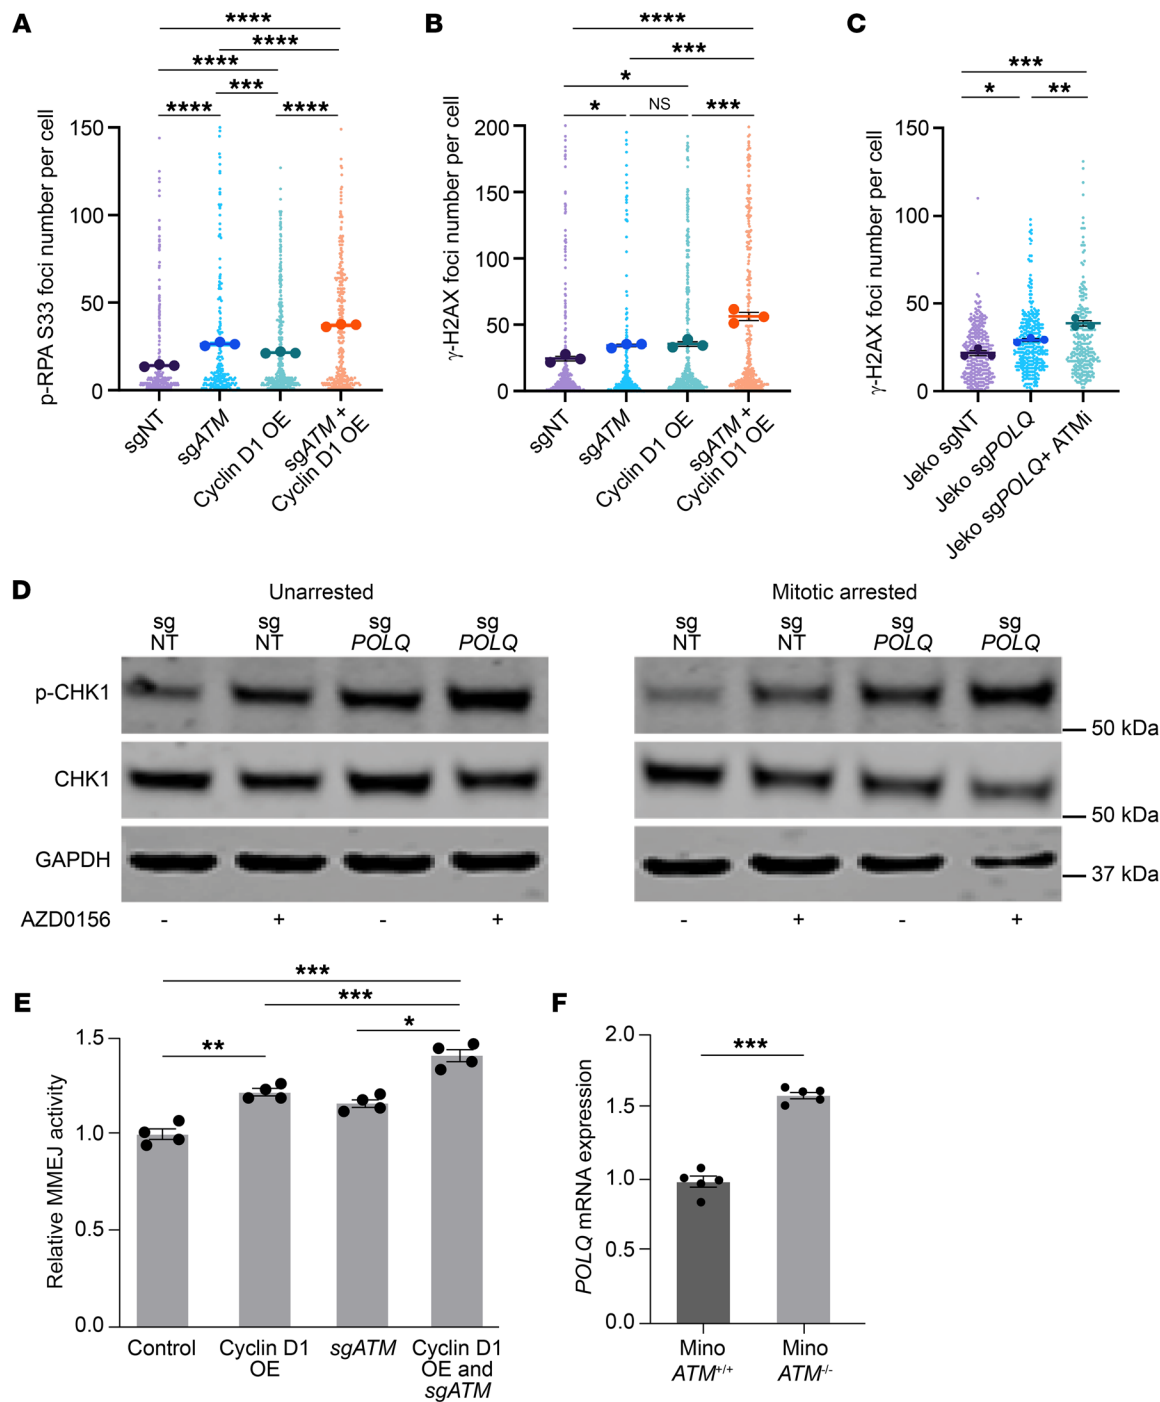 A
****
****
****
***
****
****
p-RPA S33 foci number per cell
150
100
50
0
sgNT
sgATM
Cyclin D1 OE
sgATM +
Cyclin D1 OE
B
****
***
*
*
NS
***
γ-H2AX foci number per cell
200
150
100
50
0
sgNT
sgATM
Cyclin D1 OE
sgATM +
Cyclin D1 OE
C
***
*
**
γ-H2AX foci number per cell
150
100
50
0
Jeko sgNT
Jeko sgPOLQ
Jeko sgPOLQ+ ATMi
D
Unarrested
Mitotic arrested
sg
NT
sg
NT
sg
POLQ
sg
POLQ
sg
NT
sg
NT
sg
POLQ
sg
POLQ
p-CHK1
50 kDa
CHK1
50 kDa
GAPDH
37 kDa
AZD0156
- + - +
- + - +
E
***
***
*
**
Relative MMEJ activity
1.5
1.0
0.5
0.0
Control
Cyclin D1
OE
sgATM
Cyclin D1
OE and
sgATM
F
***
POLQ mRNA expression
2.0
1.5
1.0
0.5
0.0
Mino
ATM+/+
Mino
ATM-/-